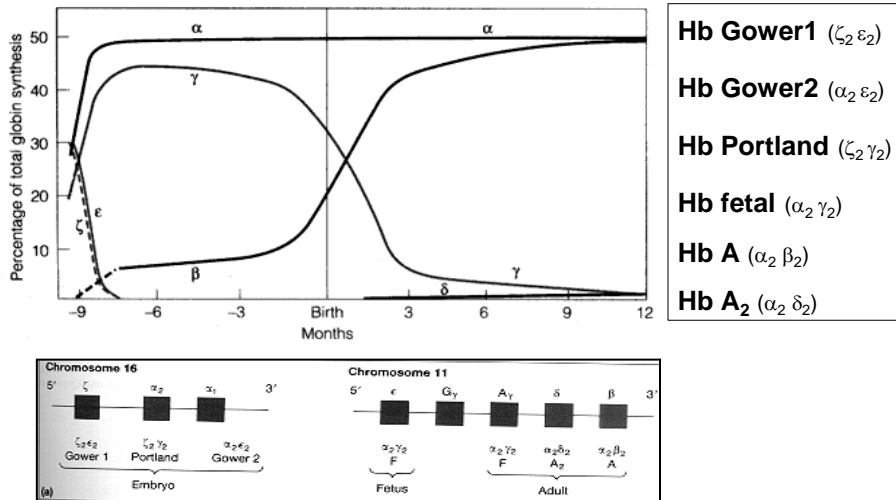 50
40
30
20
10
Percentage of total globin synthesis
α
α
γ
ζ
ε
β
γ
δ
−9
−6
−3
Birth
3
6
9
12
Months
Hb Gower1 (ζ₂ ε₂)
Hb Gower2 (α₂ ε₂)
Hb Portland (ζ₂ γ₂)
Hb fetal (α₂ γ₂)
Hb A (α₂ β₂)
Hb A₂ (α₂ δ₂)
Chromosome 16
5′ ζ α₂ α₁ 3′
ζ₂ε₂ ζ₂γ₂ α₂ε₂
Gower 1 Portland Gower 2
Embryo
(a)
Chromosome 11
5′ ε Gγ Aγ δ β 3′
α₂γ₂ α₂γ₂ α₂δ₂ α₂β₂
F F A₂ A
Fetus Adult